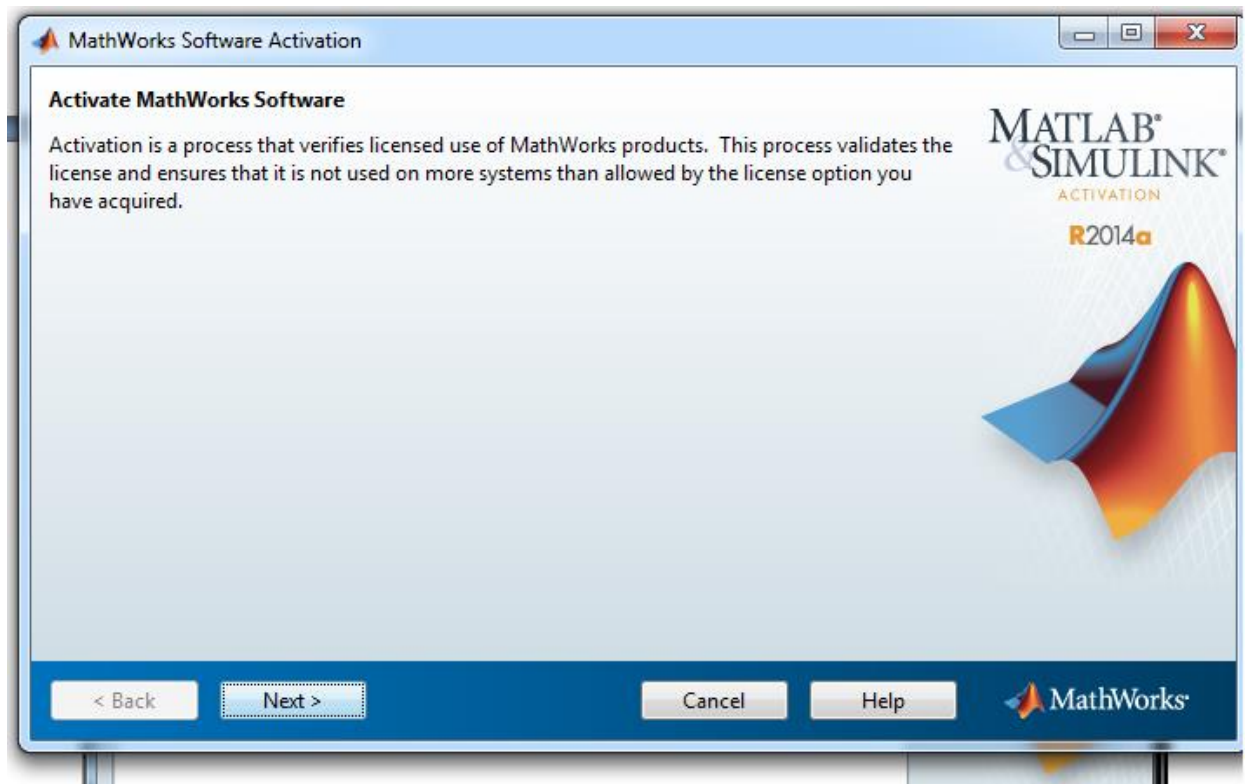 MathWorks Software Activation
Activate MathWorks Software
Activation is a process that verifies licensed use of MathWorks products. This process validates the
license and ensures that it is not used on more systems than allowed by the license option you
have acquired.
MATLAB®
&SIMULINK®
ACTIVATION
R2014a
< Back
Next >
Cancel
Help
MathWorks®